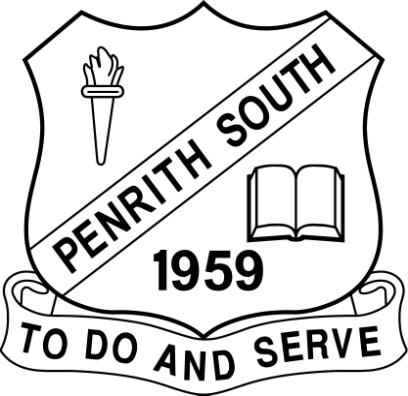 PENRITH SOUTH
1959
TO DO AND SERVE